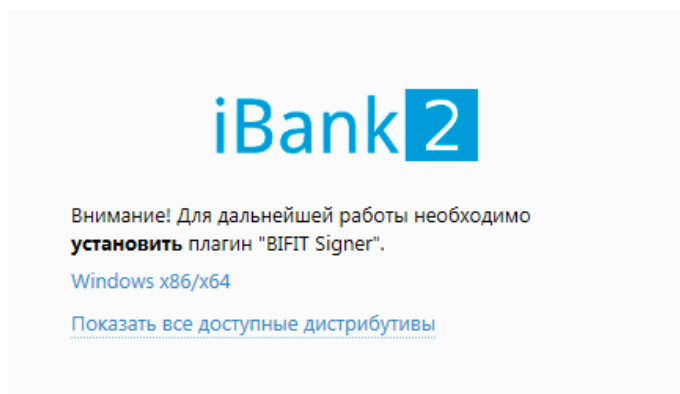 iBank 2
Внимание! Для дальнейшей работы необходимо
установить плагин "BIFIT Signer".
Windows x86/x64
Показать все доступные дистрибутивы